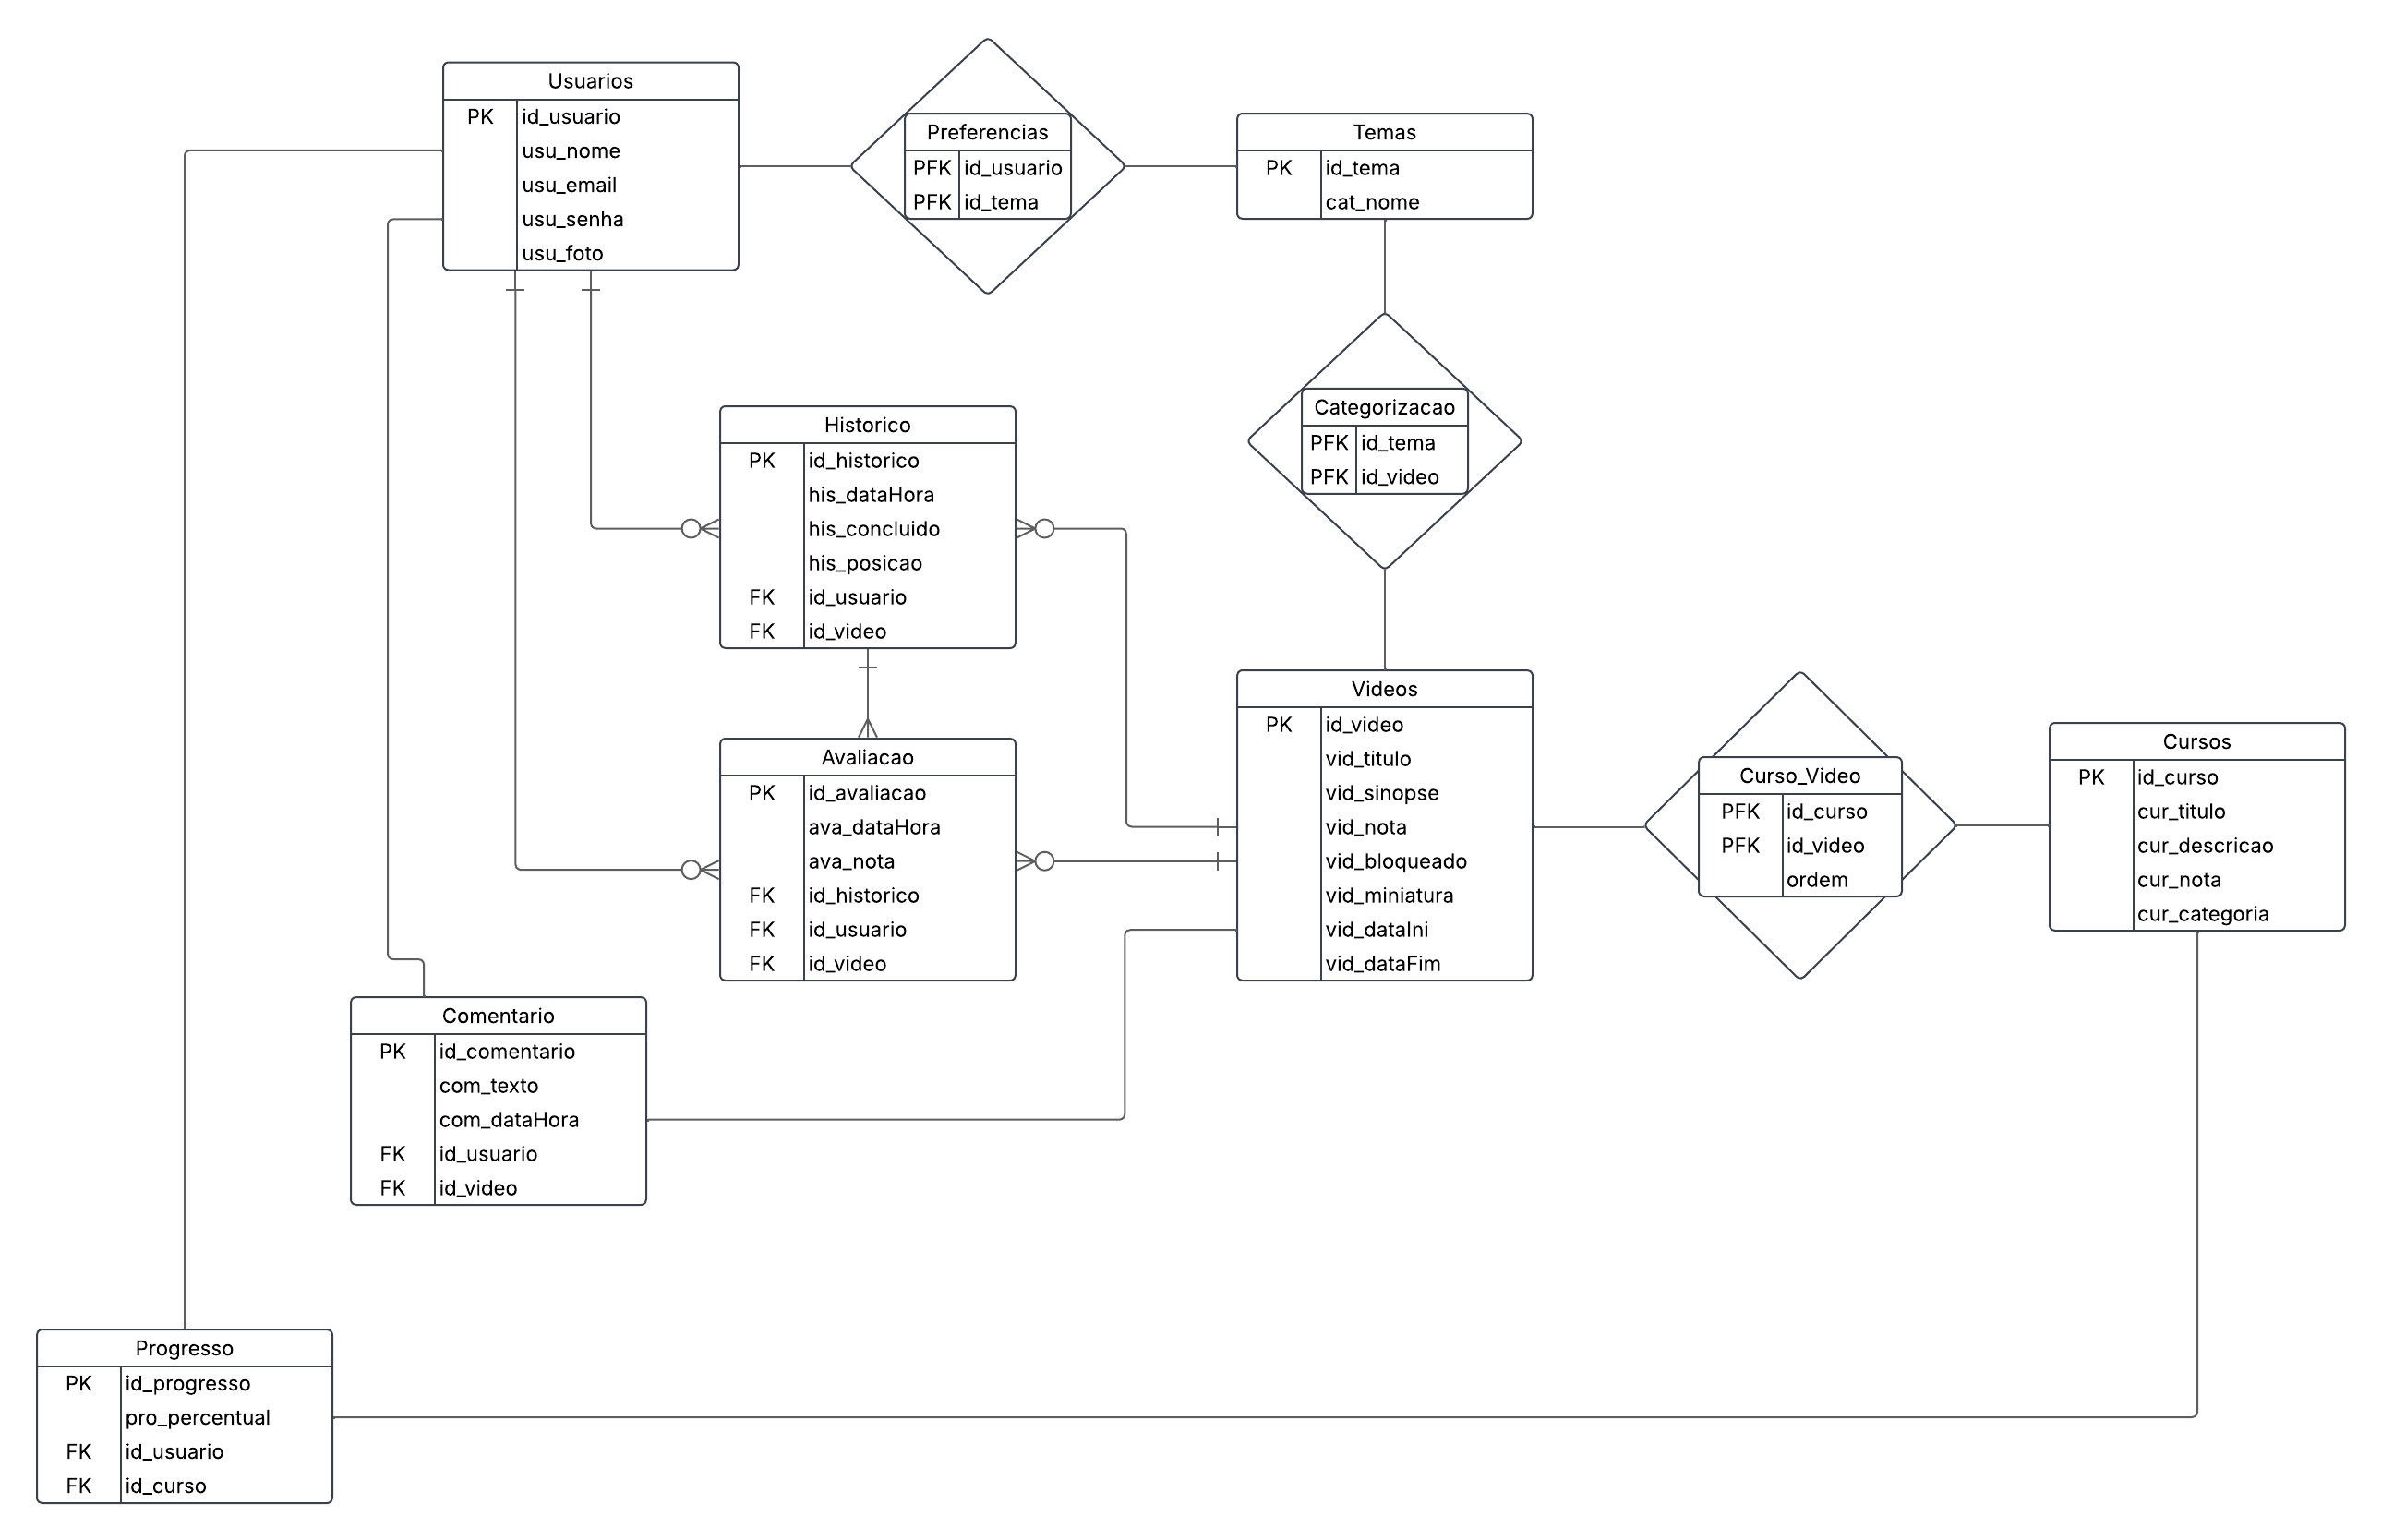 Usuarios
PK id_usuario
usu_nome
usu_email
usu_senha
usu_foto
Preferencias
PFK id_usuario
PFK id_tema
Temas
PK id_tema
cat_nome
Historico
PK id_historico
his_dataHora
his_concluido
his_posicao
FK id_usuario
FK id_video
Categorizacao
PFK id_tema
PFK id_video
Avaliacao
PK id_avaliacao
ava_dataHora
ava_nota
FK id_historico
FK id_usuario
FK id_video
Videos
PK id_video
vid_titulo
vid_sinopse
vid_nota
vid_bloqueado
vid_miniatura
vid_dataIni
vid_dataFim
Curso_Video
PFK id_curso
PFK id_video
ordem
Cursos
PK id_curso
cur_titulo
cur_descricao
cur_nota
cur_categoria
Comentario
PK id_comentario
com_texto
com_dataHora
FK id_usuario
FK id_video
Progresso
PK id_progresso
pro_percentual
FK id_usuario
FK id_curso